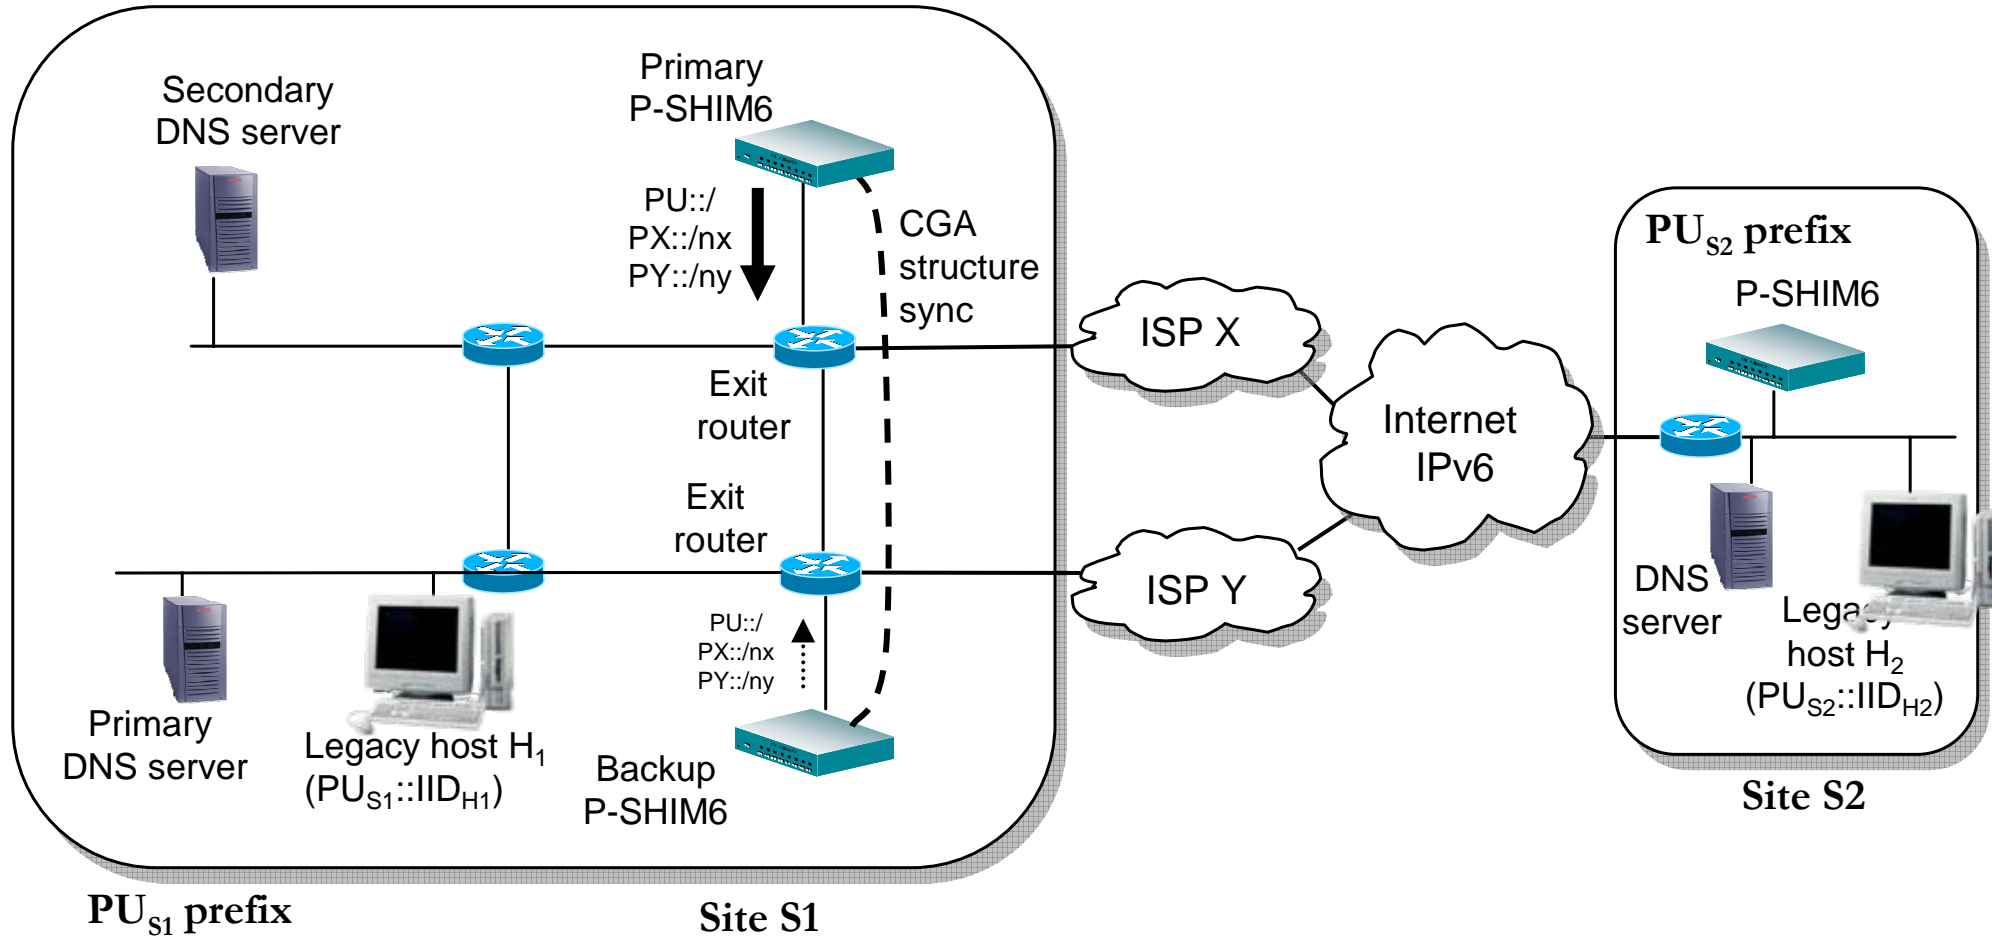 Secondary
DNS server
Primary
P-SHIM6
PU::/
PX::/nx
PY::/ny
CGA
structure
sync
Exit
router
Exit
router
PU::/
PX::/nx
PY::/ny
Primary
DNS server
Legacy host H1
(PUS1::IIDH1)
Backup
P-SHIM6
PUS1 prefix
Site S1
ISP X
ISP Y
Internet
IPv6
PUS2 prefix
P-SHIM6
DNS
server
Legacy
host H2
(PUS2::IIDH2)
Site S2